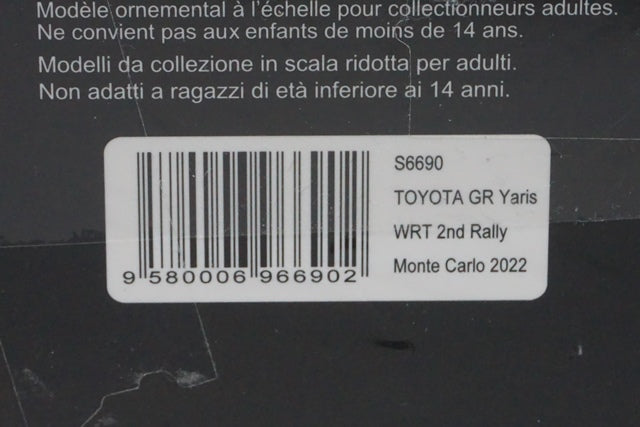 Modèle ornemental à l'échelle pour collectionneurs adultes.
Ne convient pas aux enfants de moins de 14 ans.
Modelli da collezione in scala ridotta per adulti.
Non adatti a ragazzi di età inferiore ai 14 anni.
S6690
TOYOTA GR Yaris
WRT 2nd Rally
Monte Carlo 2022
9 580006 966902